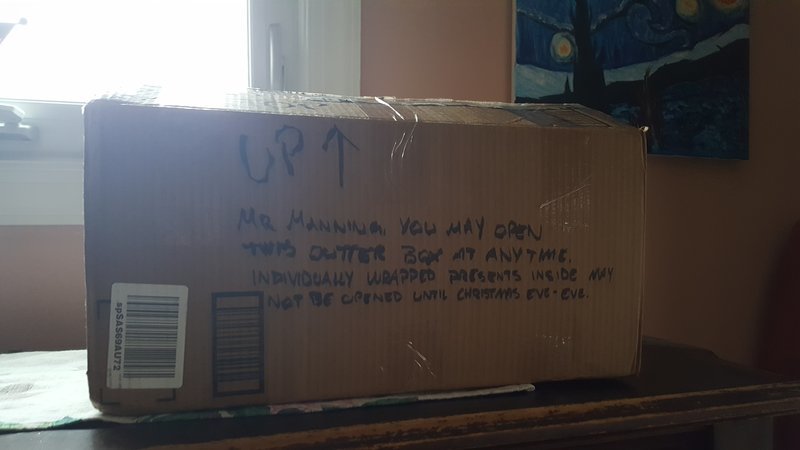 UP ↑
MR MANNING, YOU MAY OPEN
THIS OUTTER BOX AT ANYTIME.
INDIVIDUALLY WRAPPED PRESENTS INSIDE MAY
NOT BE OPENED UNTIL CHRISTMAS EVE-EVE.
spSAS69AU72